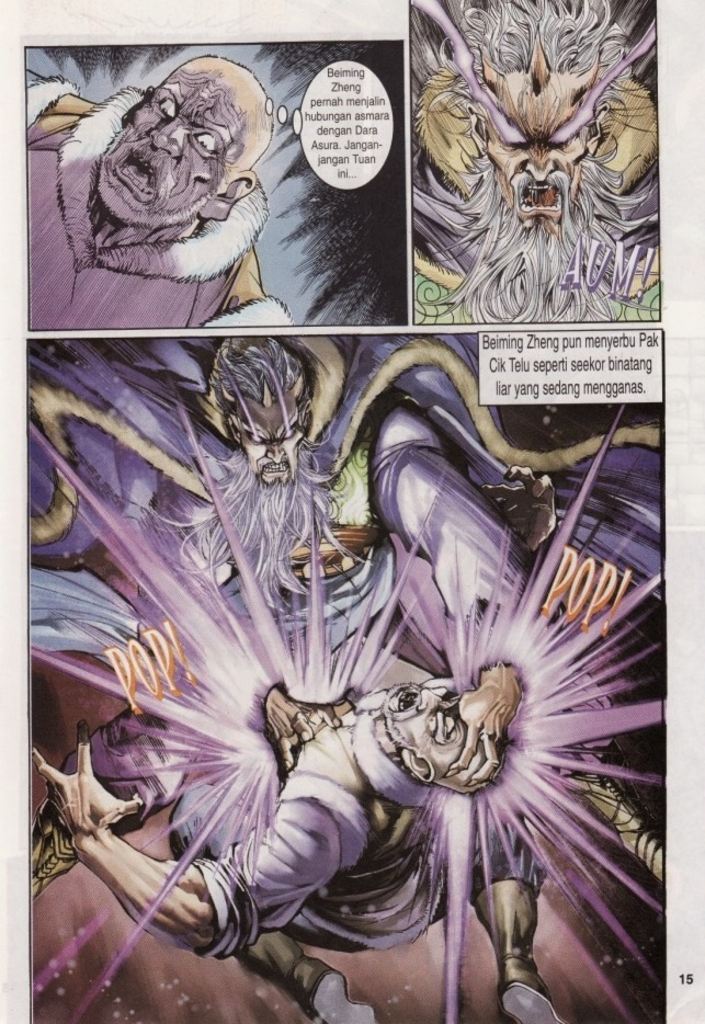 Beiming
Zheng
pernah menjalin
hubungan asmara
dengan Dara
Asura. Jangan-
jangan Tuan
ini...
AUM!
Beiming Zheng pun menyerbu Pak
Cik Telu seperti seekor binatang
liar yang sedang mengganas.
POP!
POP!
15